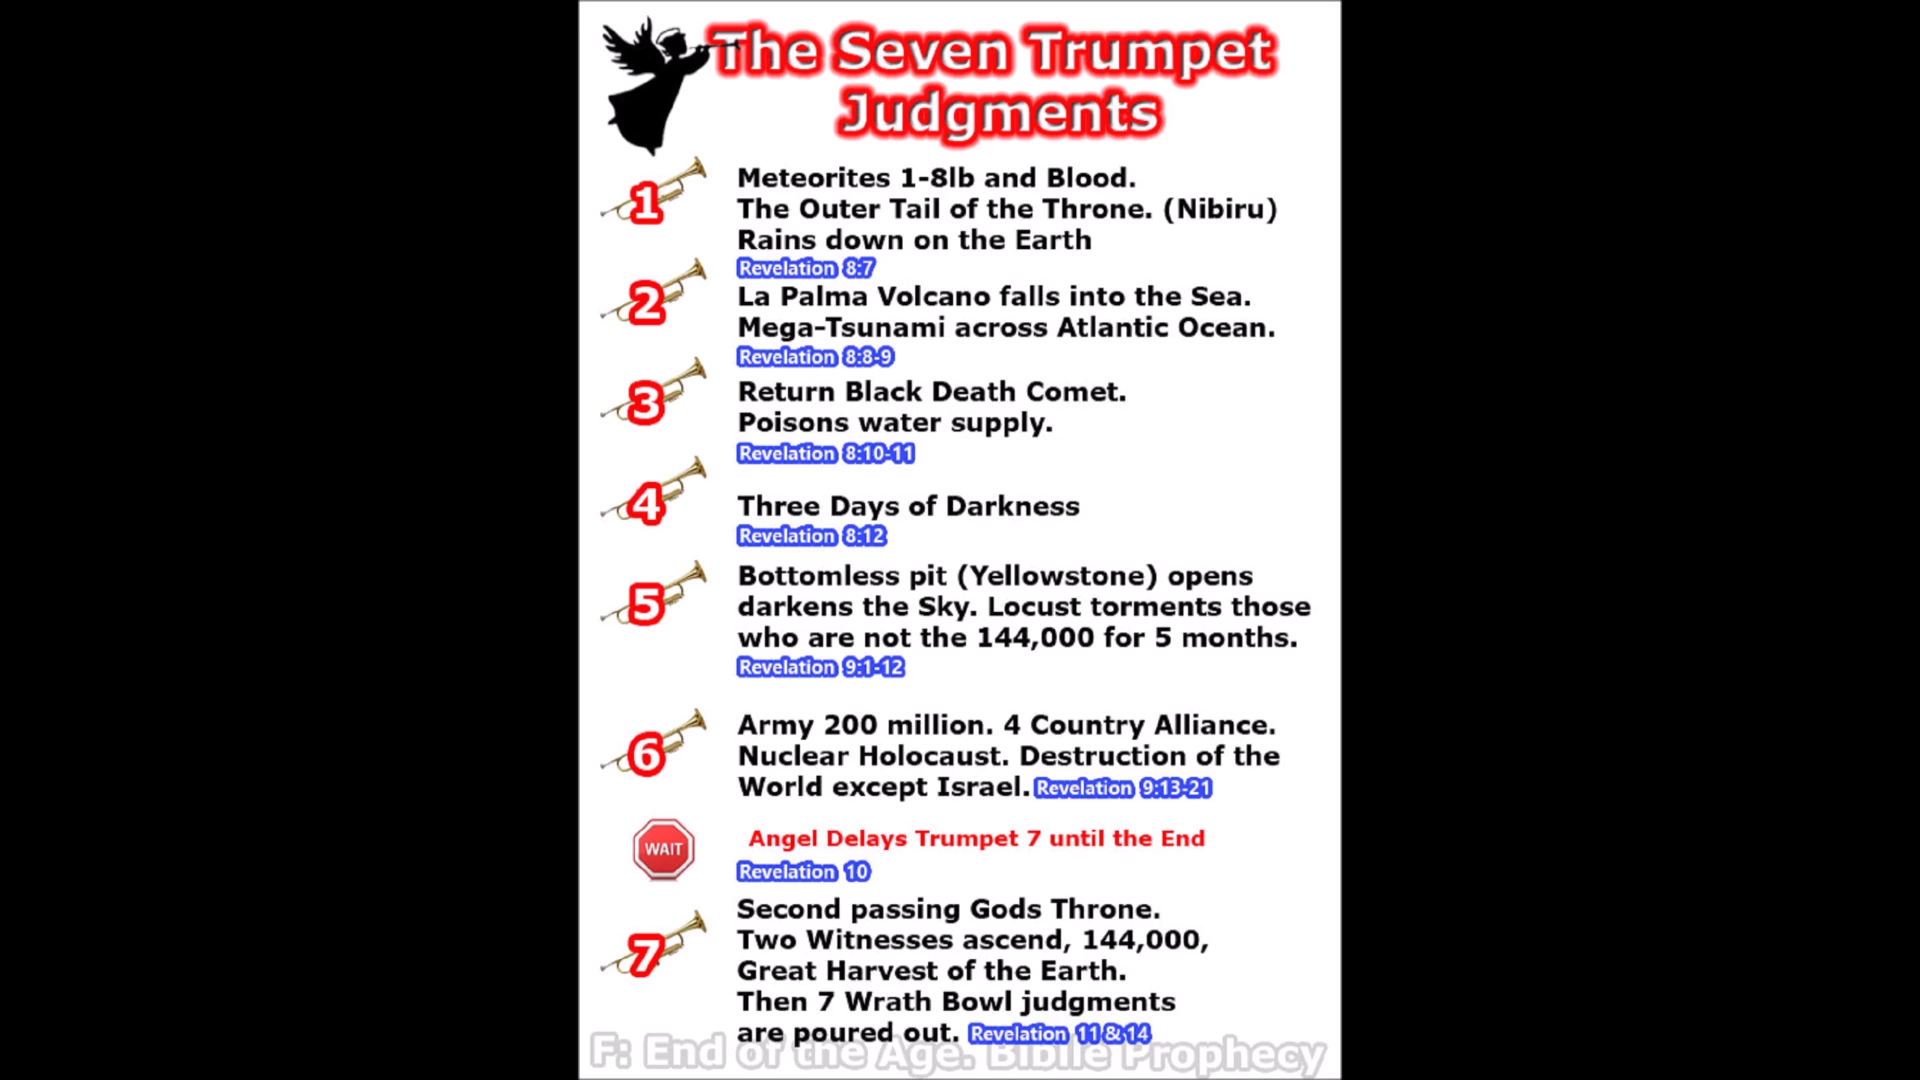 The Seven Trumpet
Judgments
1
Meteorites 1-8lb and Blood.
The Outer Tail of the Throne. (Nibiru)
Rains down on the Earth
Revelation 8:7
2
La Palma Volcano falls into the Sea.
Mega-Tsunami across Atlantic Ocean.
Revelation 8:8-9
3
Return Black Death Comet.
Poisons water supply.
Revelation 8:10-11
4
Three Days of Darkness
Revelation 8:12
5
Bottomless pit (Yellowstone) opens
darkens the Sky. Locust torments those
who are not the 144,000 for 5 months.
Revelation 9:1-12
6
Army 200 million. 4 Country Alliance.
Nuclear Holocaust. Destruction of the
World except Israel. Revelation 9:13-21
WAIT
Angel Delays Trumpet 7 until the End
Revelation 10
7
Second passing Gods Throne.
Two Witnesses ascend, 144,000,
Great Harvest of the Earth.
Then 7 Wrath Bowl judgments
are poured out. Revelation 11 & 14
F: End of the Age. Biblie Prophecy